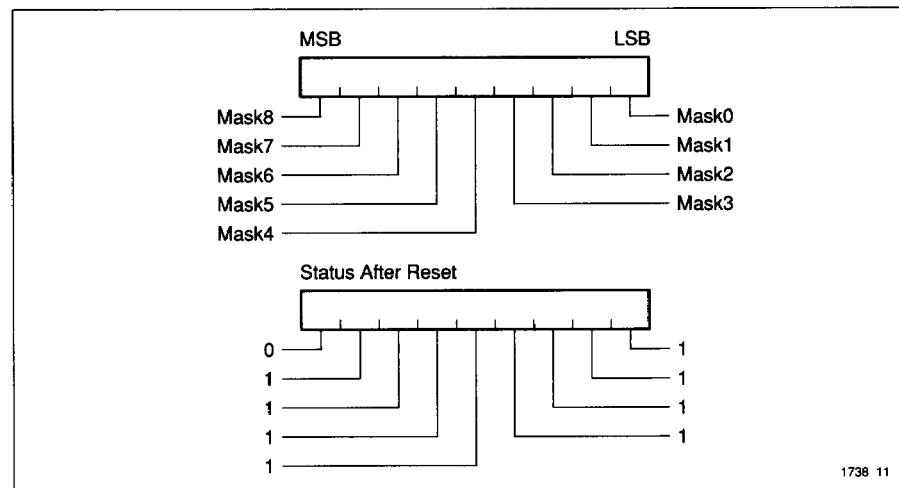 MSB LSB
Mask8 Mask0
Mask7 Mask1
Mask6 Mask2
Mask5 Mask3
Mask4
Status After Reset
0 1
1 1
1 1
1 1
1
1738 11